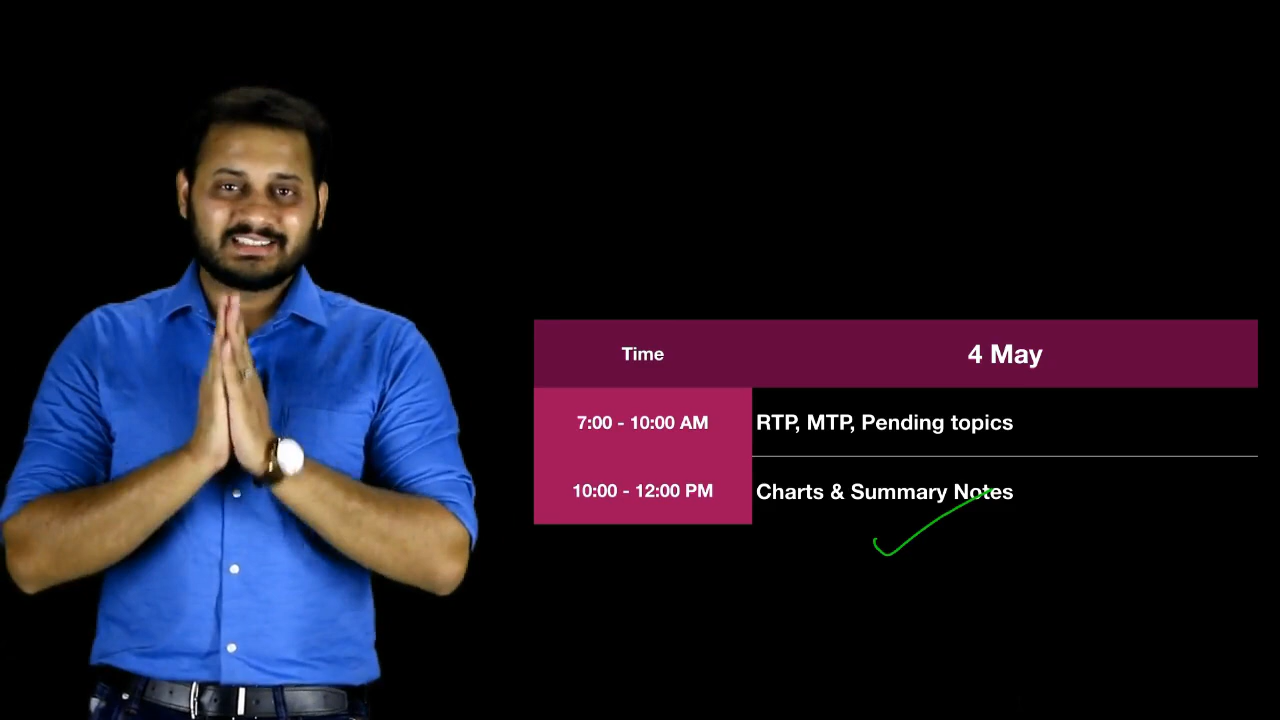 Time 4 May
7:00 - 10:00 AM RTP, MTP, Pending topics
10:00 - 12:00 PM Charts & Summary Notes